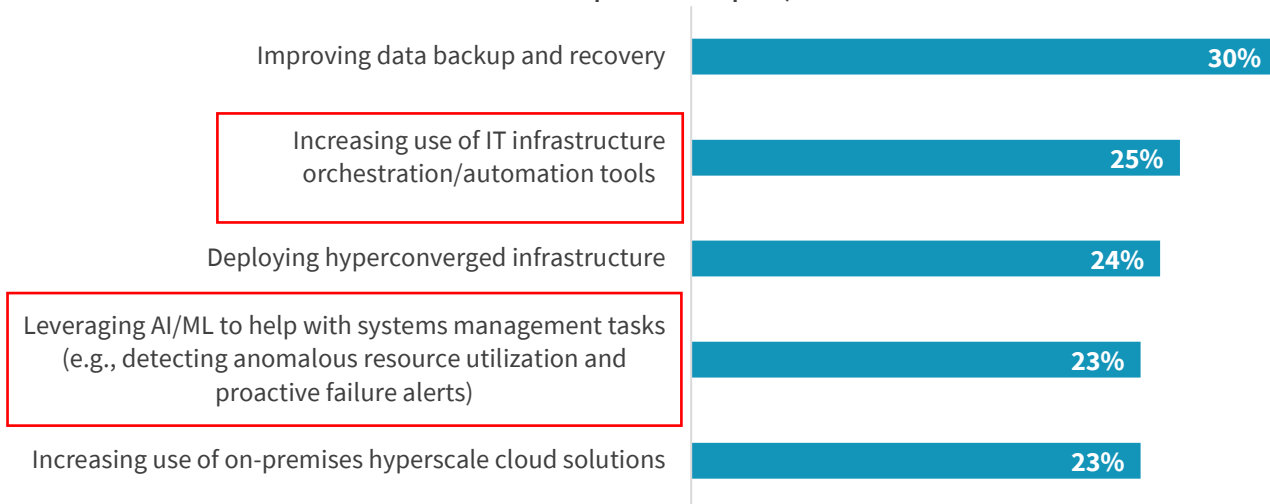 Improving data backup and recovery
30%
Increasing use of IT infrastructure
orchestration/automation tools
25%
Deploying hyperconverged infrastructure
24%
Leveraging AI/ML to help with systems management tasks
(e.g., detecting anomalous resource utilization and
proactive failure alerts)
23%
Increasing use of on-premises hyperscale cloud solutions
23%